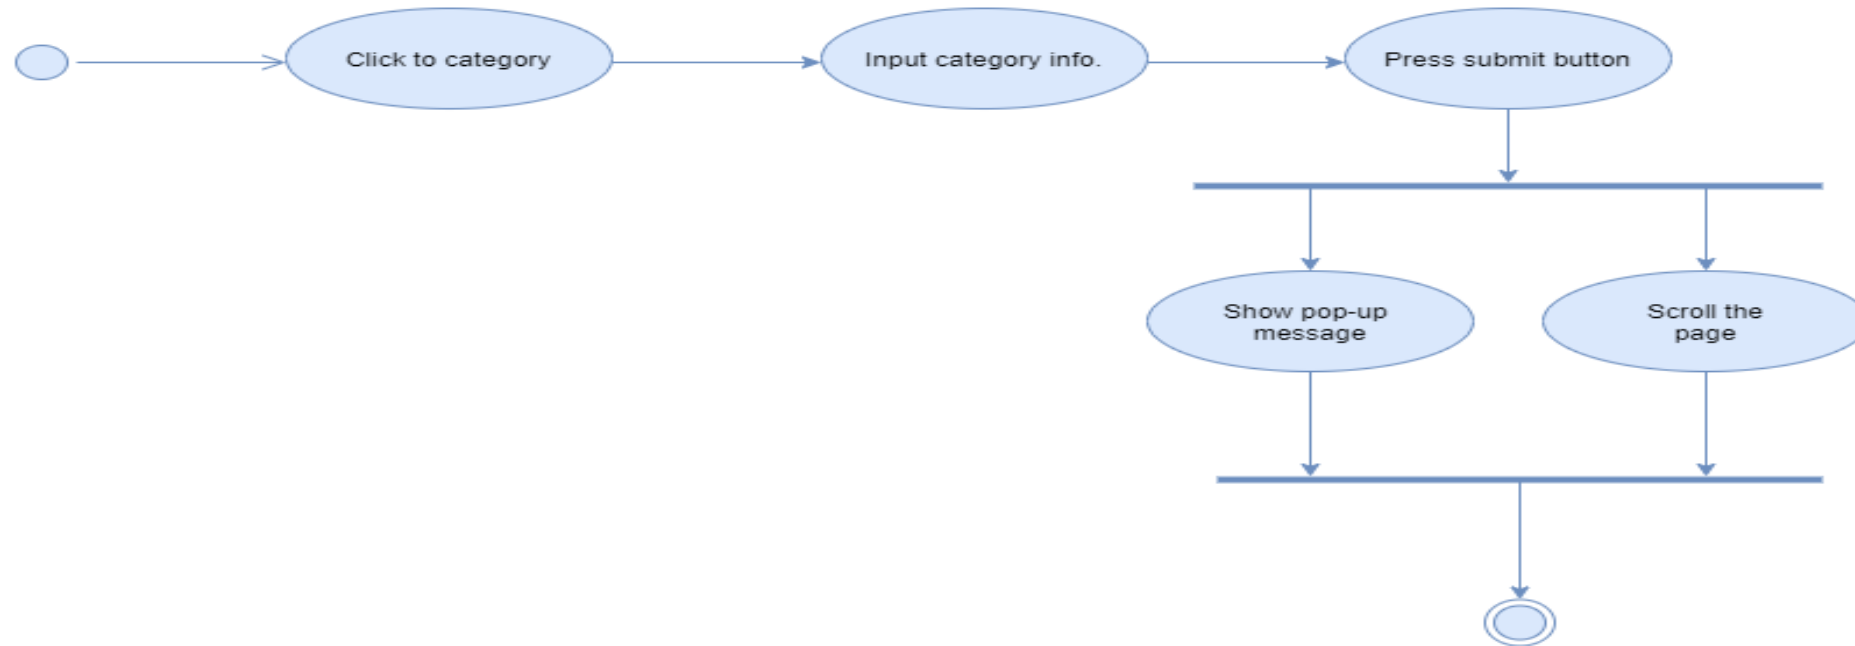 Click to category
Input category info.
Press submit button
Show pop-up
message
Scroll the
page